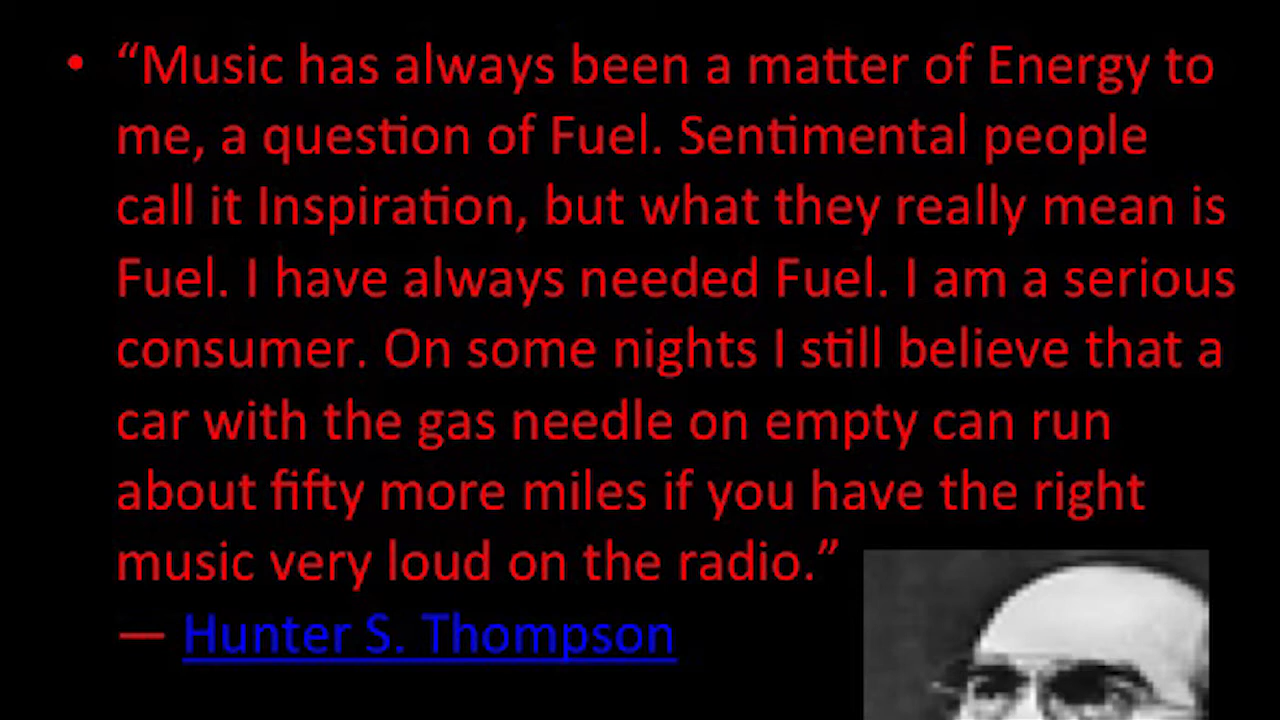 • “Music has always been a matter of Energy to
me, a question of Fuel. Sentimental people
call it Inspiration, but what they really mean is
Fuel. I have always needed Fuel. I am a serious
consumer. On some nights I still believe that a
car with the gas needle on empty can run
about fifty more miles if you have the right
music very loud on the radio.”
— Hunter S. Thompson